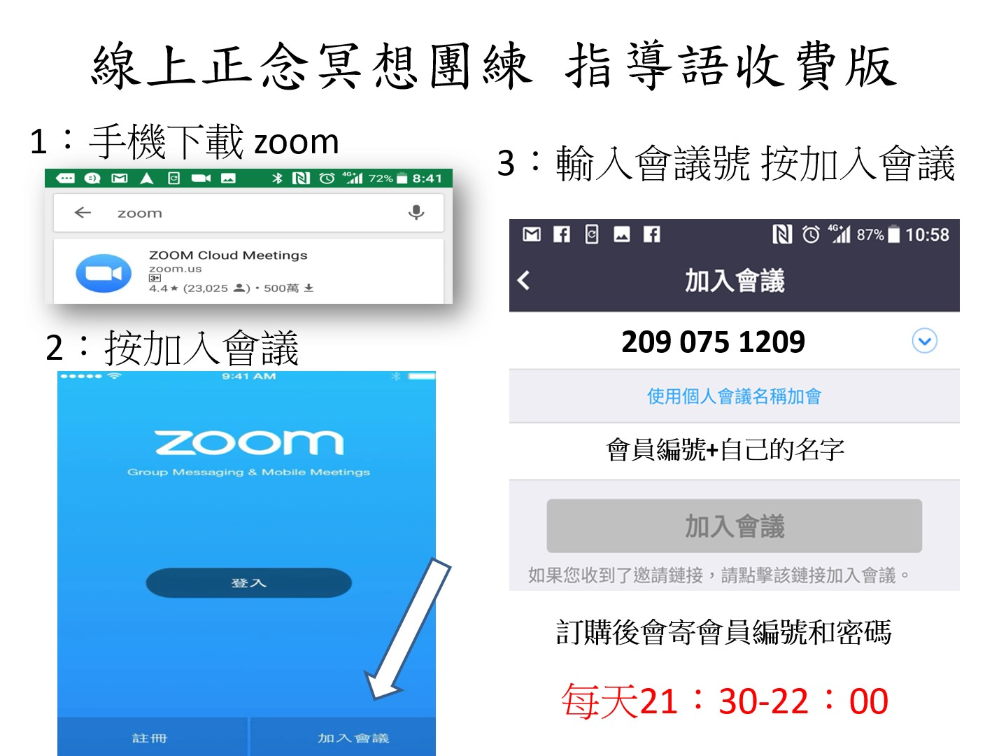 線上正念冥想團練 指導語收費版
1：手機下載 zoom
4G+ 72% 8:41
zoom
ZOOM Cloud Meetings
zoom.us
3+
4.4★ (23,025 ) • 500萬
2：按加入會議
9:41 AM
zoom
Group Messaging & Mobile Meetings
登入
註冊
加入會議
3：輸入會議號 按加入會議
4G+ 87% 10:58
加入會議
209 075 1209
使用個人會議名稱加會
會員編號+自己的名字
加入會議
如果您收到了邀請鏈接，請點擊該鏈接加入會議。
訂購後會寄會員編號和密碼
每天21：30-22：00